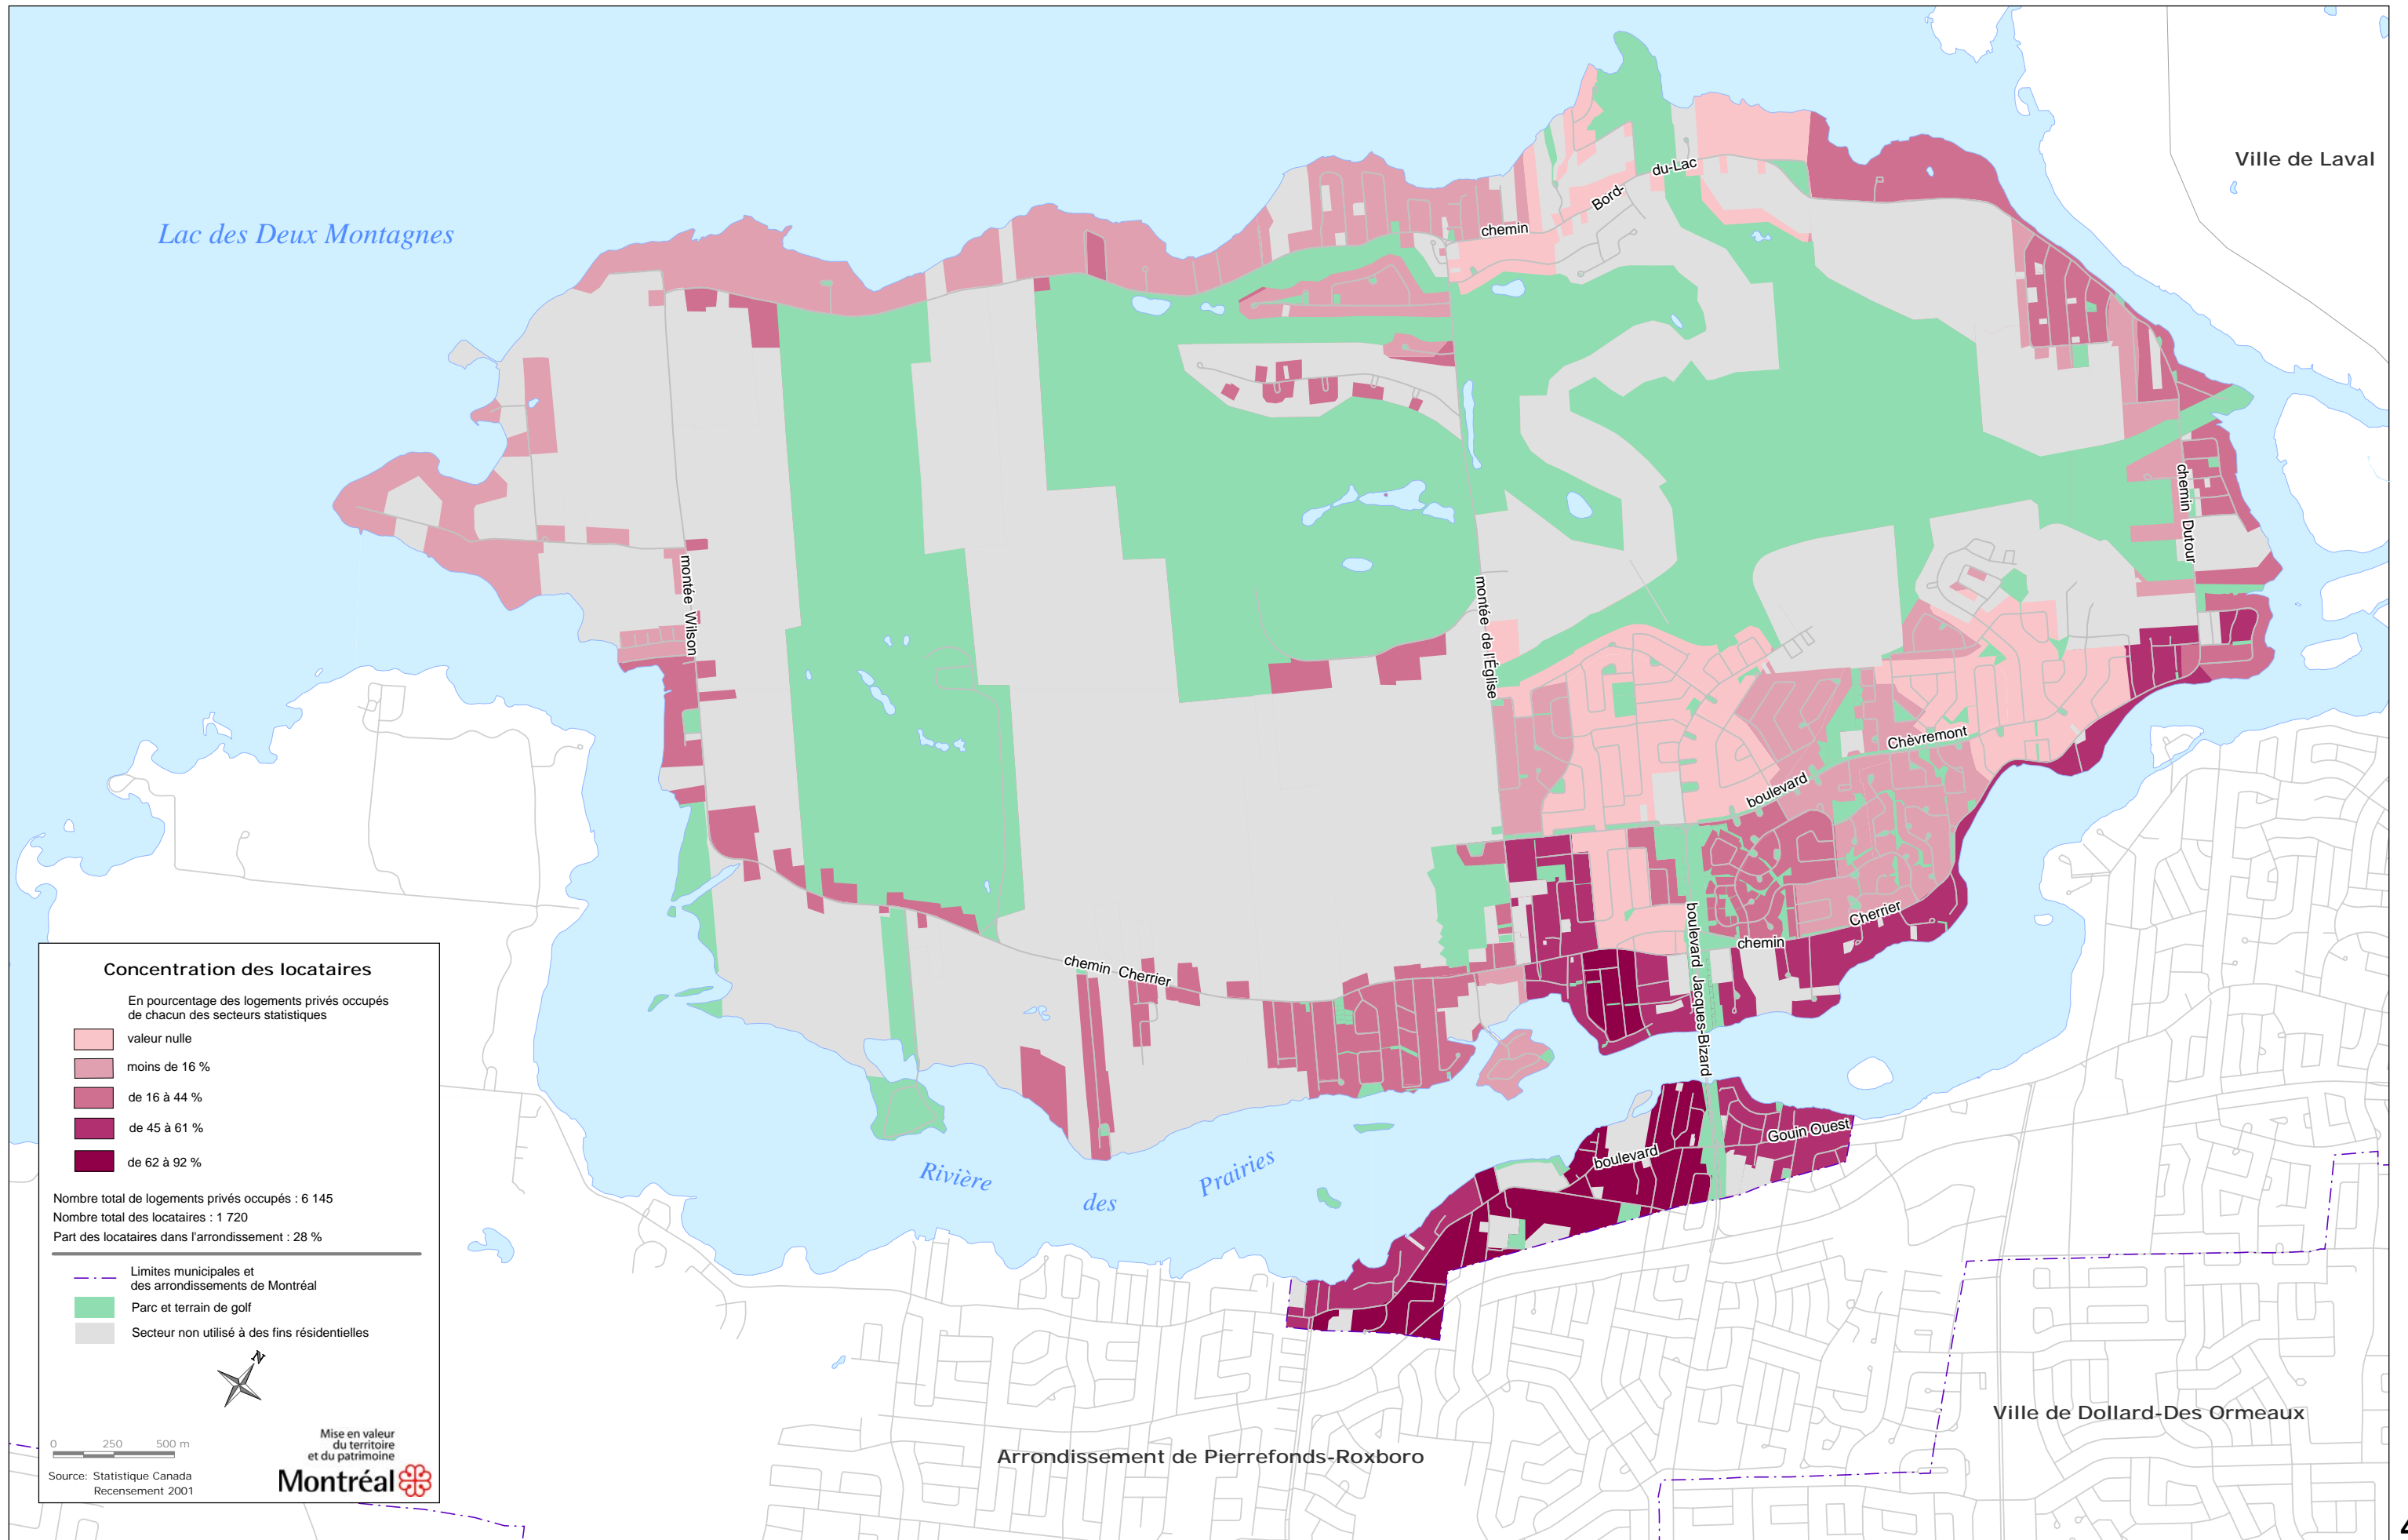 Ville de Laval
du-Lac
Bord-
chemin
Lac des Deux Montagnes
chemin Dutour
montée Wilson
montée de l'Église
Chèvremont
boulevard
Cherrier
chemin
boulevard Jacques-Bizard
chemin Cherrier
Gouin Ouest
boulevard
Rivière
des
Prairies
Concentration des locataires
En pourcentage des logements privés occupés
de chacun des secteurs statistiques
valeur nulle
moins de 16 %
de 16 à 44 %
de 45 à 61 %
de 62 à 92 %
Nombre total de logements privés occupés : 6 145
Nombre total des locataires : 1 720
Part des locataires dans l'arrondissement : 28 %
Limites municipales et
des arrondissements de Montréal
Parc et terrain de golf
Secteur non utilisé à des fins résidentielles
N
0 250 500 m
Source: Statistique Canada
Recensement 2001
Mise en valeur
du territoire
et du patrimoine
Montréal
Arrondissement de Pierrefonds-Roxboro
Ville de Dollard-Des Ormeaux